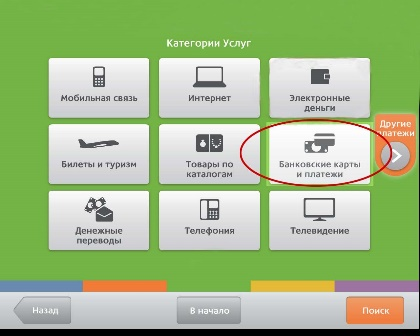 Категории Услуг
Мобильная связь
Интернет
Электронные
деньги
Билеты и туризм
Товары по
каталогам
Банковские карты
и платежи
Другие
платежи
Денежные
переводы
Телефония
Телевидение
Назад
В начало
Поиск